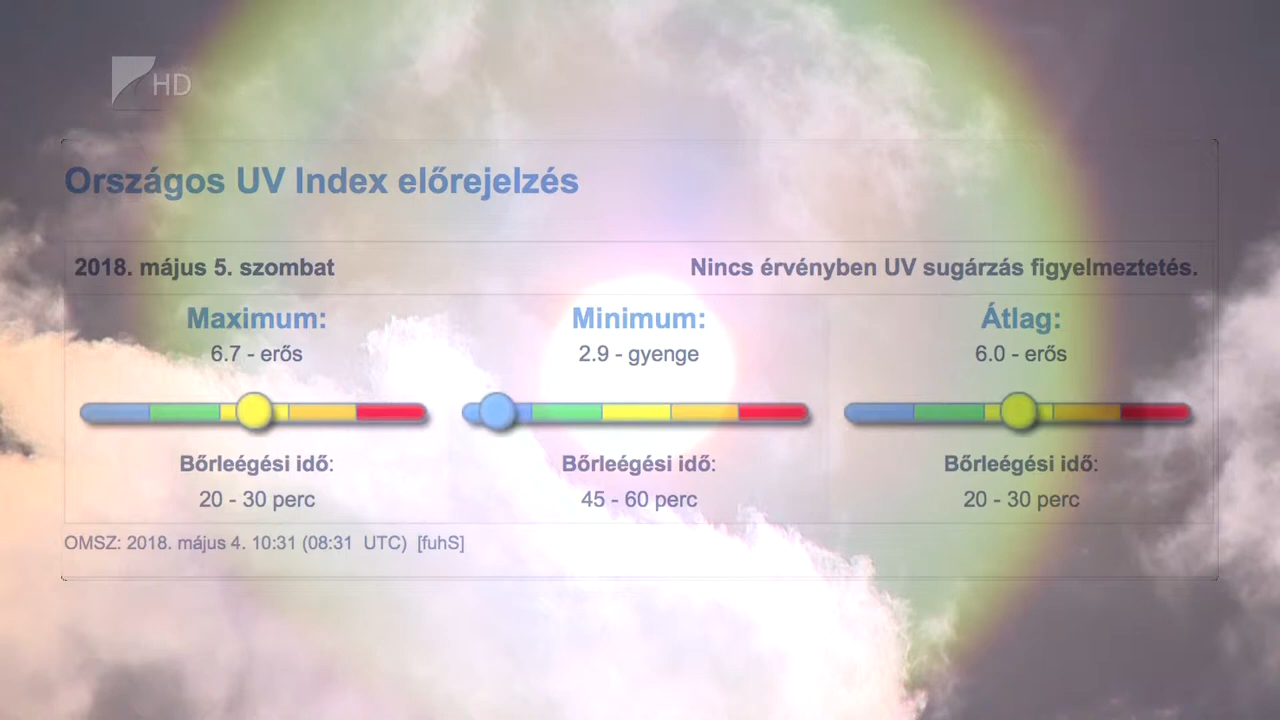 HD
Országos UV Index előrejelzés
2018. május 5. szombat
Nincs érvényben UV sugárzás figyelmeztetés.
Maximum:
6.7 - erős
Bőrleégési idő:
20 - 30 perc
Minimum:
2.9 - gyenge
Bőrleégési idő:
45 - 60 perc
Átlag:
6.0 - erős
Bőrleégési idő:
20 - 30 perc
OMSZ: 2018. május 4. 10:31 (08:31 UTC) [fuhS]